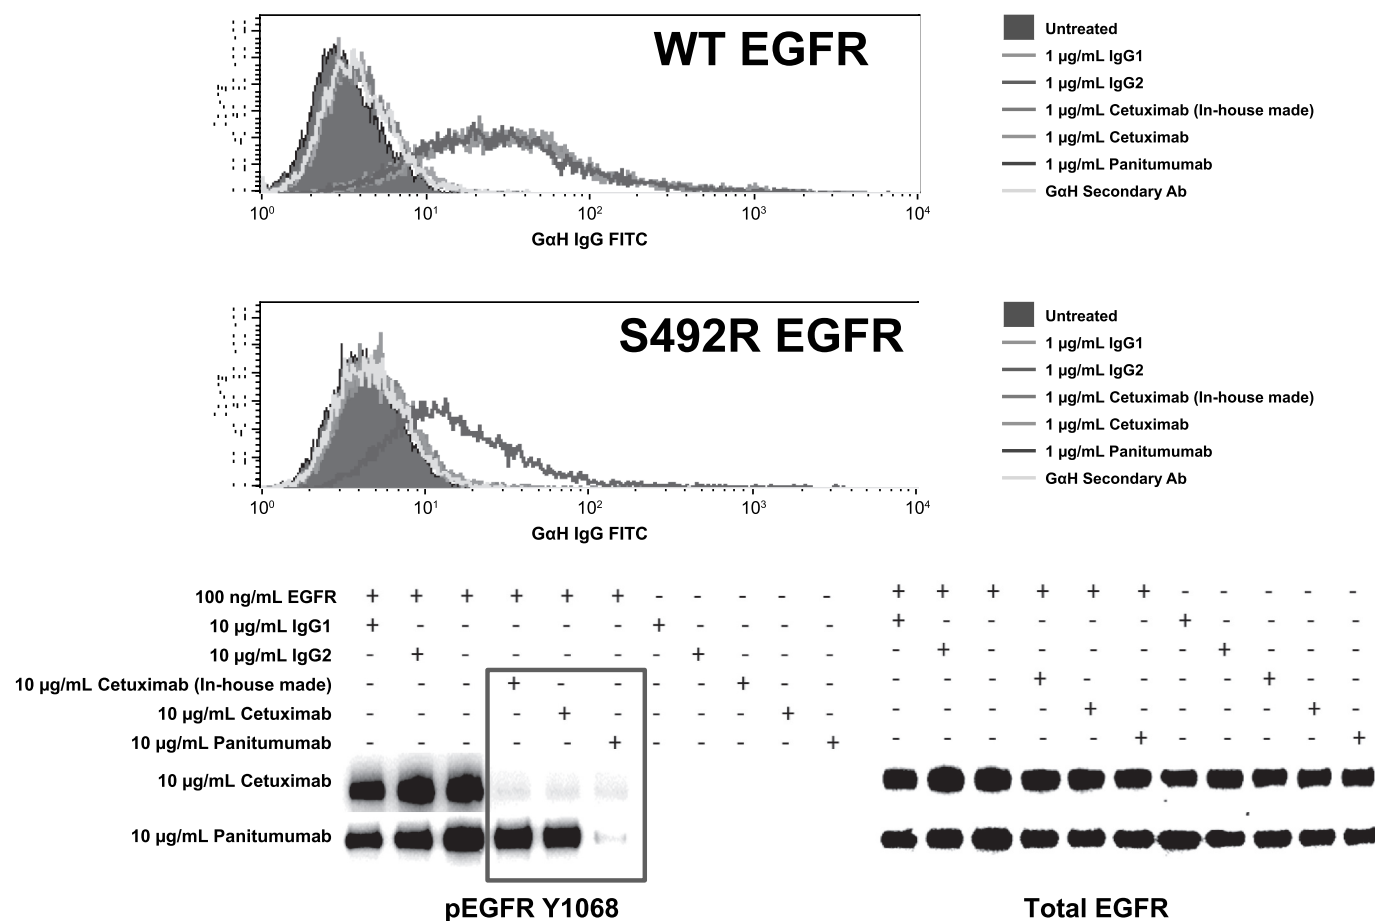 WT EGFR
Untreated
1 µg/mL IgG1
1 µg/mL IgG2
1 µg/mL Cetuximab (In-house made)
1 µg/mL Cetuximab
1 µg/mL Panitumumab
GαH Secondary Ab
10⁰ 10¹ 10² 10³ 10⁴
GαH IgG FITC
S492R EGFR
Untreated
1 µg/mL IgG1
1 µg/mL IgG2
1 µg/mL Cetuximab (In-house made)
1 µg/mL Cetuximab
1 µg/mL Panitumumab
GαH Secondary Ab
10⁰ 10¹ 10² 10³ 10⁴
GαH IgG FITC
100 ng/mL EGFR + + + + + + - - - - - + + + + + + - - - - -
10 µg/mL IgG1 + - - - - - + - - - - + - - - - - + - - - -
10 µg/mL IgG2 - + - - - - - + - - - - + - - - - - + - - -
10 µg/mL Cetuximab (In-house made) - - - + - - - - + - - - - - + - - - - + - -
10 µg/mL Cetuximab - - - - + - - - - + - - - - - + - - - - + -
10 µg/mL Panitumumab - - - - - + - - - - + - - - - - + - - - - +
10 µg/mL Cetuximab
10 µg/mL Panitumumab
pEGFR Y1068 Total EGFR